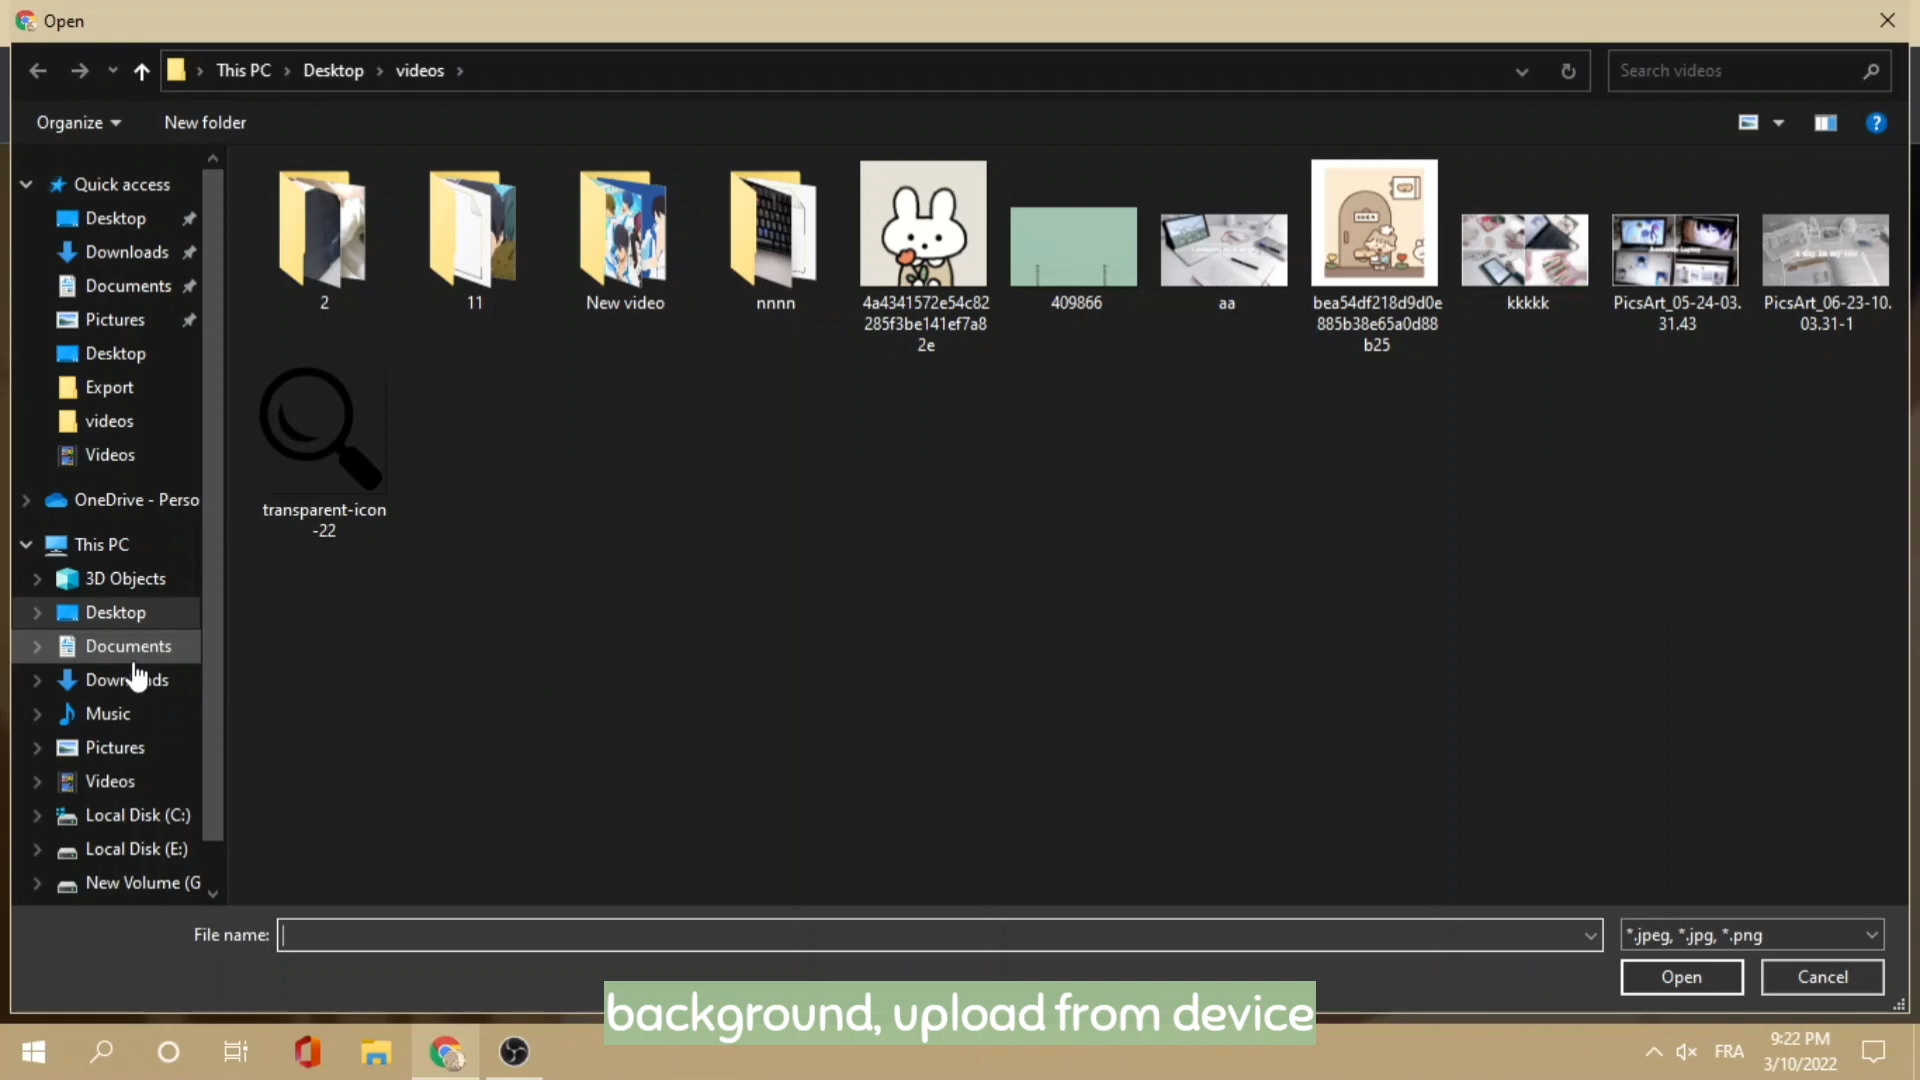 Open
This PC
Desktop
videos
Search videos
Organize
New folder
?
Quick access
Desktop
Downloads
Documents
Pictures
Desktop
Export
videos
Videos
OneDrive - Perso
This PC
3D Objects
Desktop
Documents
Music
Pictures
Videos
Local Disk (C:)
Local Disk (E:)
New Volume (G
2
11
New video
nnnn
4a4341572e54c82
285f3be141ef7a8
2e
409866
aa
bea54df218d9d0e
885b38e65a0d88
b25
kkkkk
PicsArt_05-24-03.
31.43
PicsArt_06-23-10.
03.31-1
a day in my life
transparent-icon
-22
File name:
*.jpeg, *.jpg, *.png
Open
Cancel
background, upload from device
FRA
9:22 PM
3/10/2022